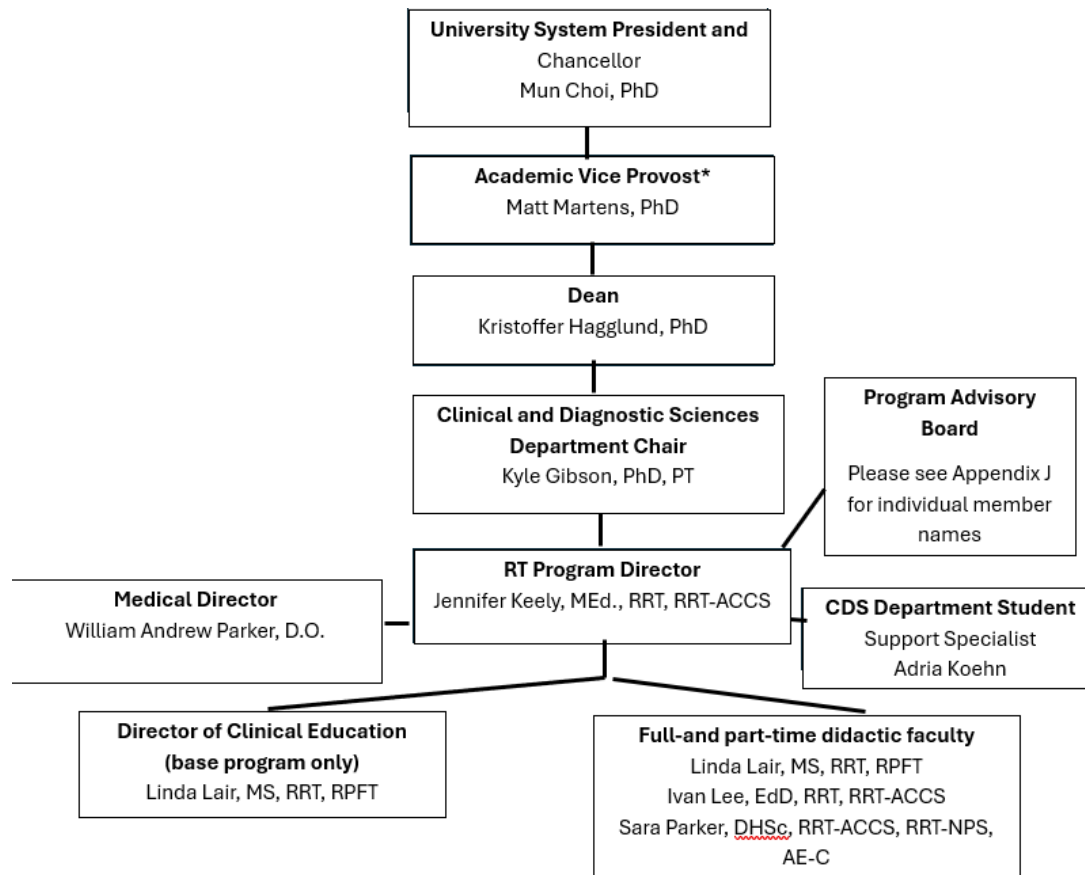 University System President and
Chancellor
Mun Choi, PhD
Academic Vice Provost*
Matt Martens, PhD
Dean
Kristoffer Hagglund, PhD
Clinical and Diagnostic Sciences
Department Chair
Kyle Gibson, PhD, PT
Program Advisory
Board
Please see Appendix J
for individual member
names
RT Program Director
Jennifer Keely, MEd., RRT, RRT-ACCS
Medical Director
William Andrew Parker, D.O.
CDS Department Student
Support Specialist
Adria Koehn
Director of Clinical Education
(base program only)
Linda Lair, MS, RRT, RPFT
Full-and part-time didactic faculty
Linda Lair, MS, RRT, RPFT
Ivan Lee, EdD, RRT, RRT-ACCS
Sara Parker, DHSc, RRT-ACCS, RRT-NPS,
AE-C